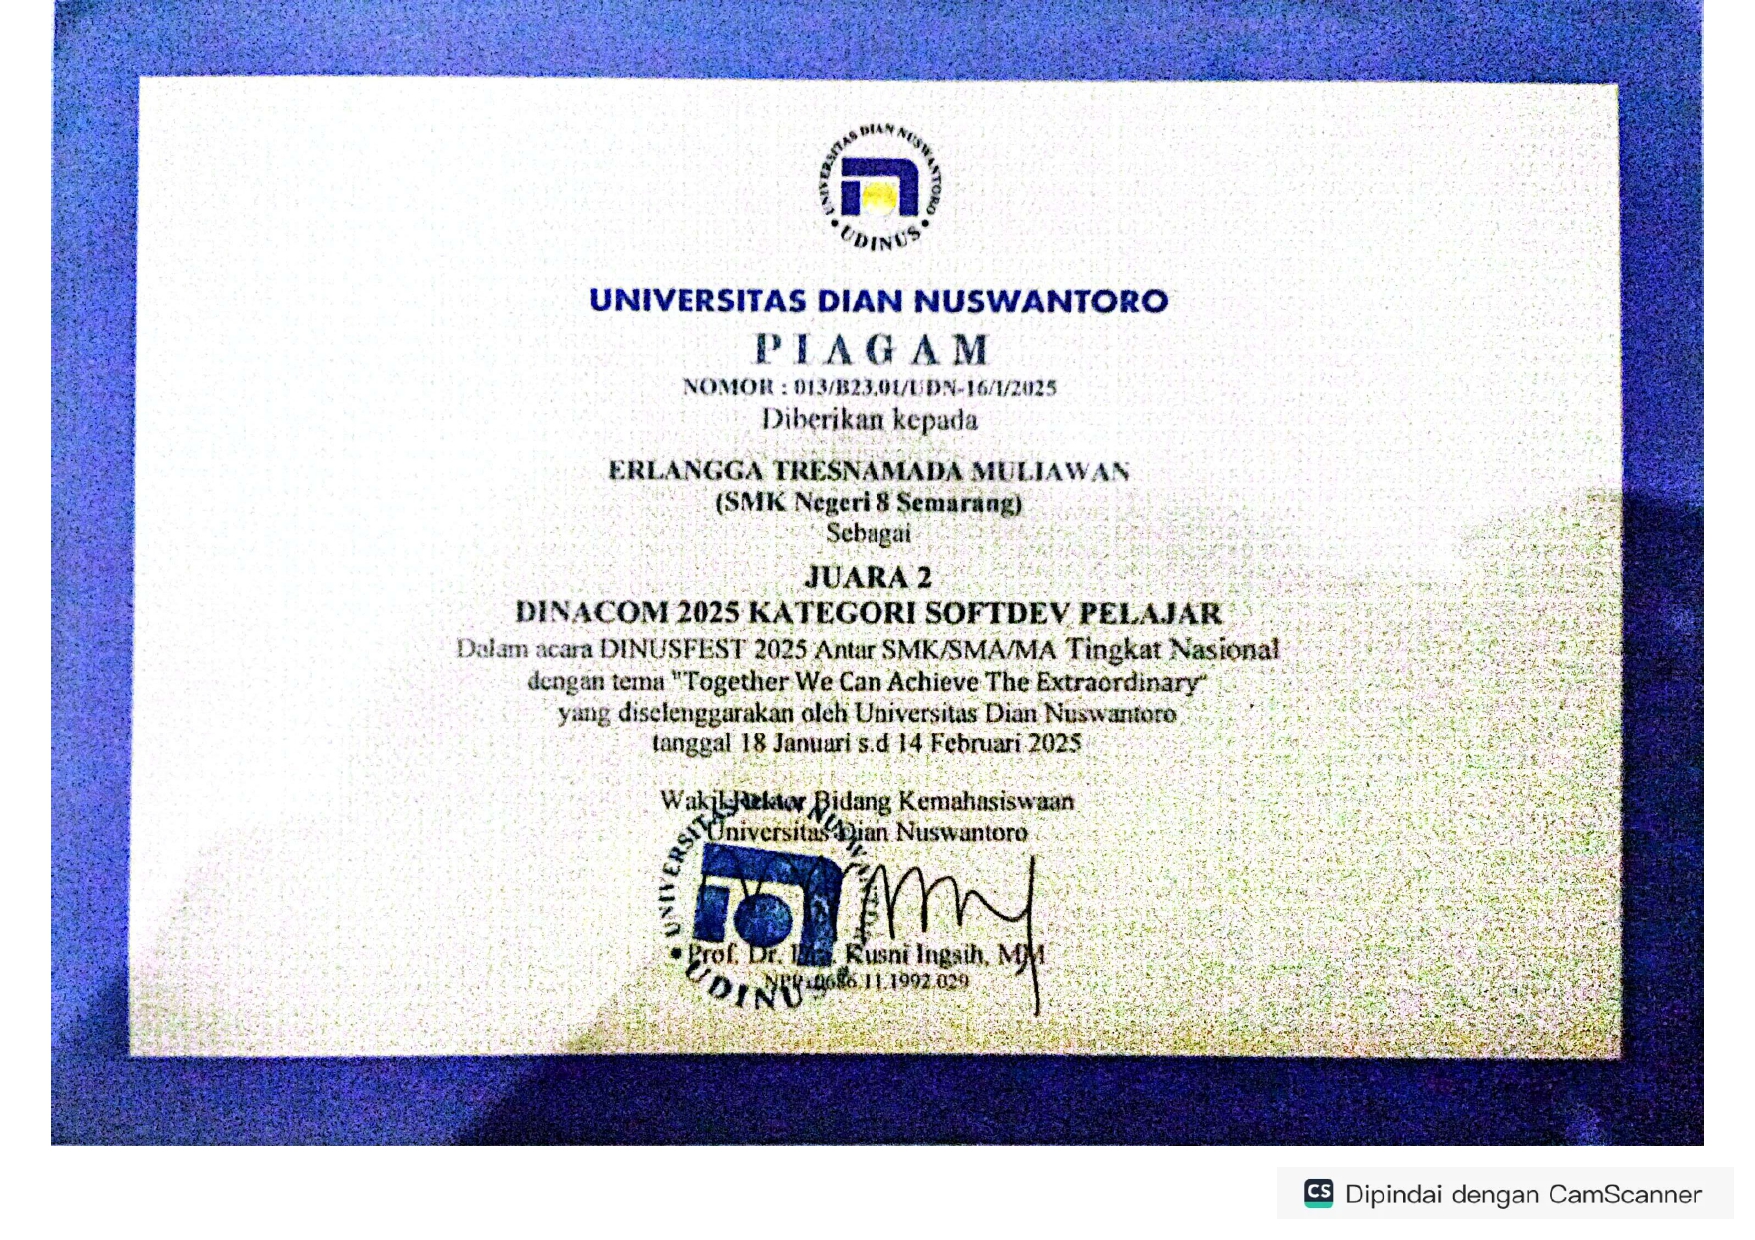 UNIVERSITAS DIAN NUSWANTORO
• UDINUS •
UNIVERSITAS DIAN NUSWANTORO
PIAGAM
NOMOR : 013/B23.01/UDN-16/I/2025
Diberikan kepada
ERLANGGA TRESNAMADA MULIAWAN
(SMK Negeri 8 Semarang)
Sebagai
JUARA 2
DINACOM 2025 KATEGORI SOFTDEV PELAJAR
Dalam acara DINUSFEST 2025 Antar SMK/SMA/MA Tingkat Nasional
dengan tema "Together We Can Achieve The Extraordinary"
yang diselenggarakan oleh Universitas Dian Nuswantoro
tanggal 18 Januari s.d 14 Februari 2025
Wakil Rektor Bidang Kemahasiswaan
Universitas Dian Nuswantoro
Prof. Dr. Kusni Ingsih, MM
NPP 0686.11.1992.029
UNIVERSITAS
UDINUS
CS Dipindai dengan CamScanner